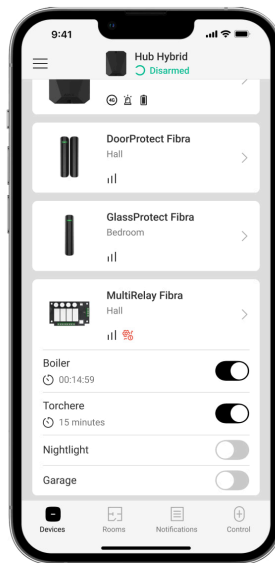 9:41
Hub Hybrid
Disarmed
4G
DoorProtect Fibra
Hall
GlassProtect Fibra
Bedroom
MultiRelay Fibra
Hall
Boiler
00:14:59
Torchere
15 minutes
Nightlight
Garage
Devices Rooms Notifications Control